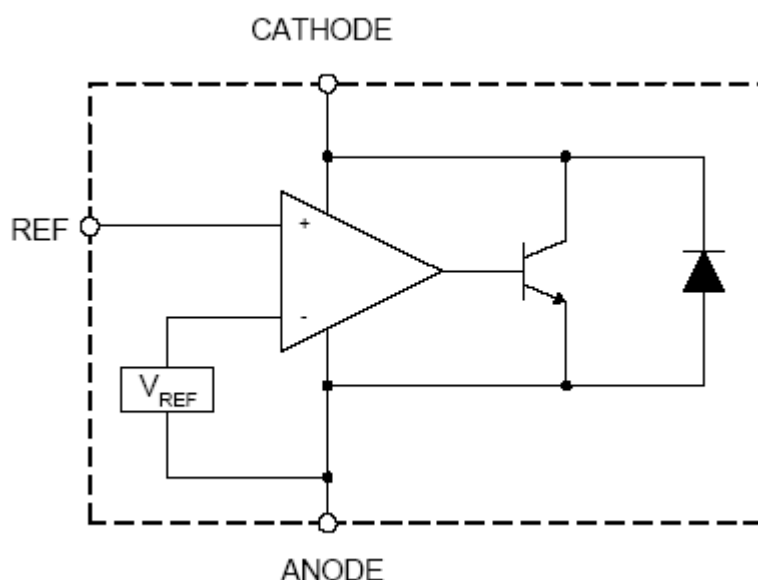 CATHODE
REF
+
-
VREF
ANODE